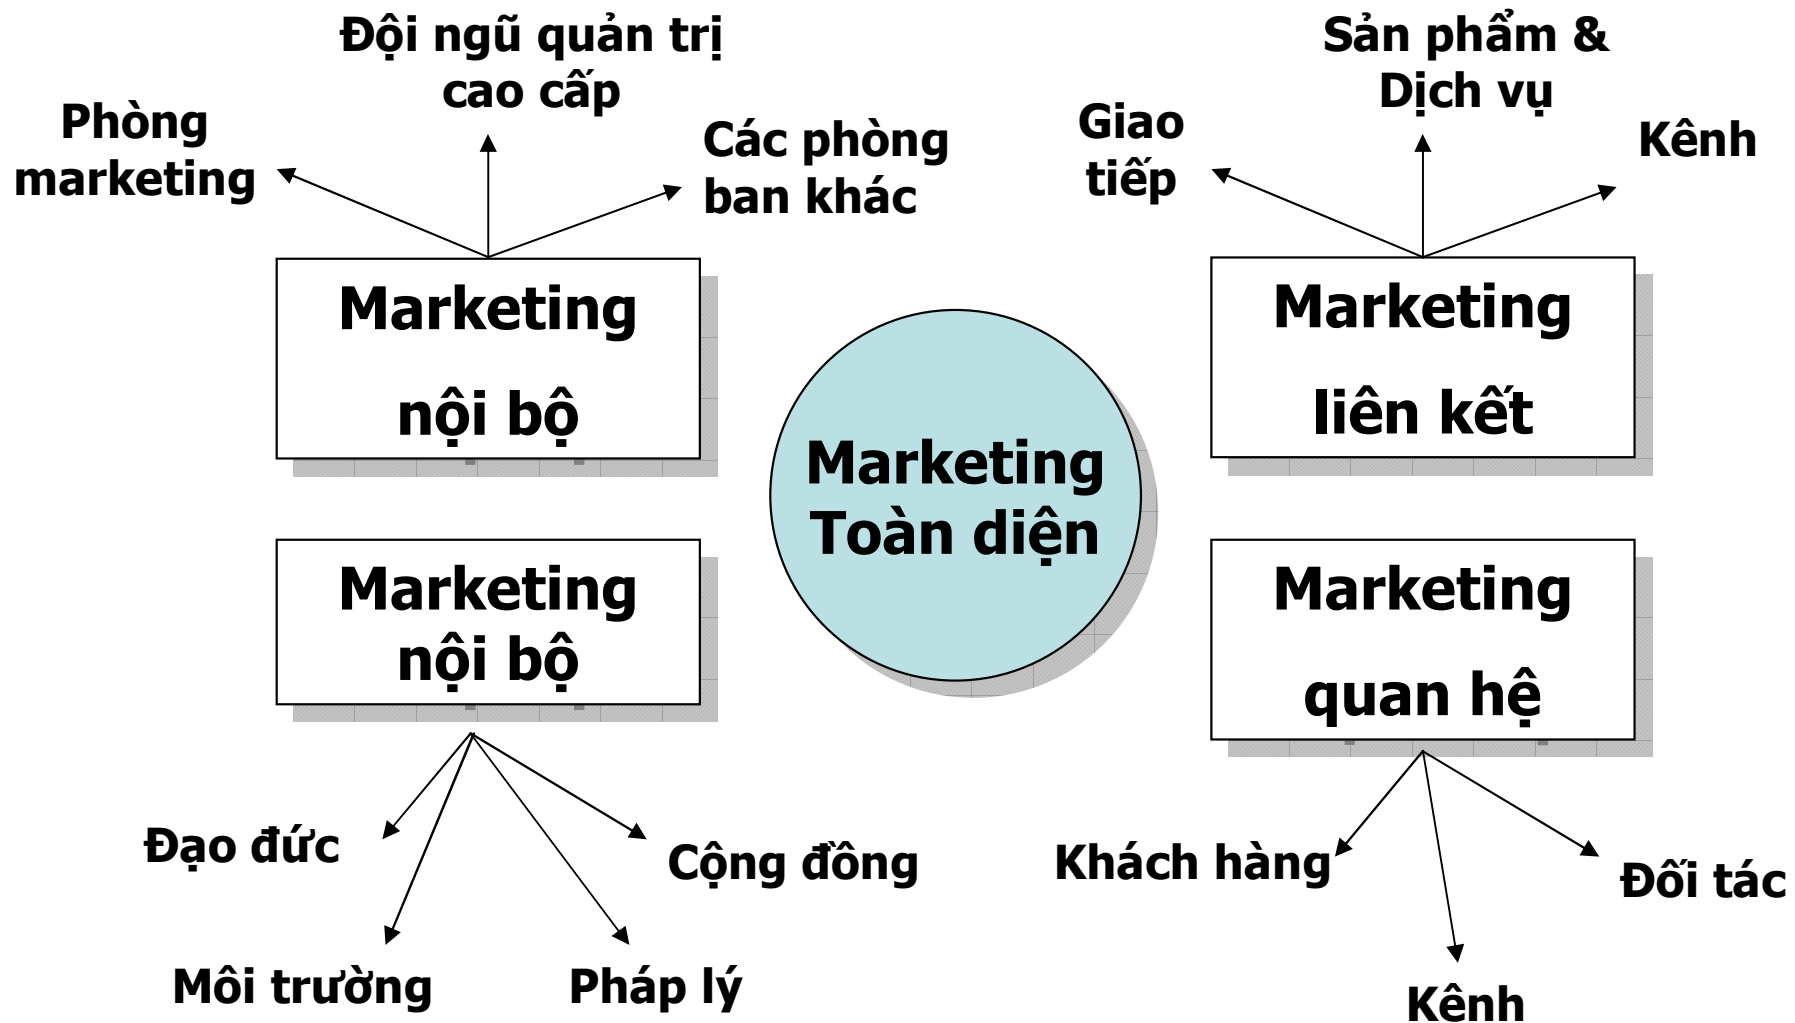 Đội ngũ quản trị
cao cấp
Phòng
marketing
Các phòng
ban khác
Marketing
nội bộ
Sản phẩm &
Dịch vụ
Giao
tiếp
Kênh
Marketing
liên kết
Marketing
Toàn diện
Marketing
nội bộ
Đạo đức
Môi trường
Pháp lý
Cộng đồng
Marketing
quan hệ
Khách hàng
Kênh
Đối tác